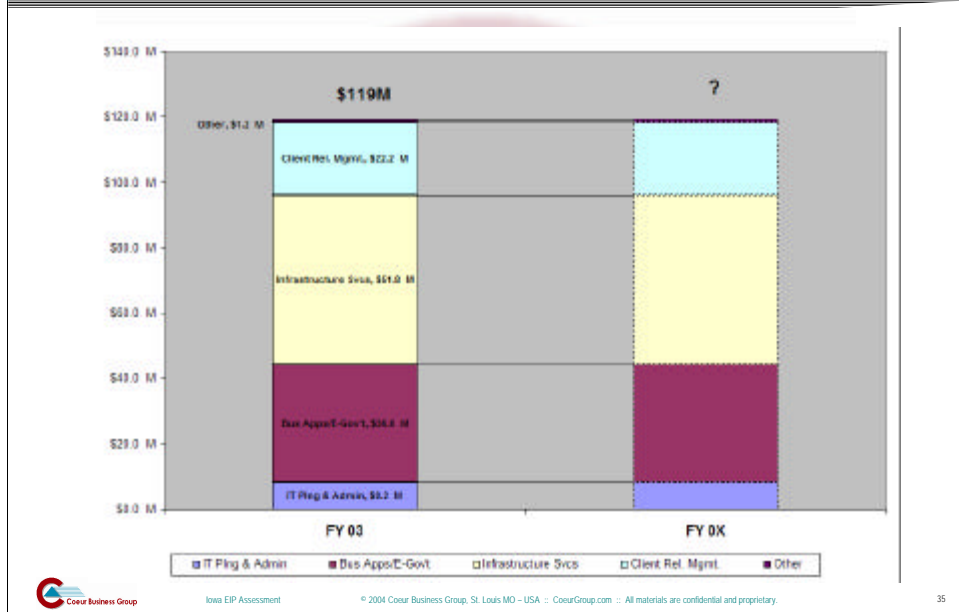 $140.0 M
$120.0 M
$100.0 M
$80.0 M
$60.0 M
$40.0 M
$20.0 M
$0.0 M
$119M
?
Other, $1.2 M
Client Rel. Mgmt., $22.2 M
Infrastructure Svcs, $51.8 M
Bus Apps/E-Gov't, M
IT Plng & Admin, $8.2 M
FY 03
FY 0X
IT Plng & Admin
Bus Apps/E-Gov't
Infrastructure Svcs
Client Rel. Mgmt.
Other
Coeur Business Group
Iowa EIP Assessment
© 2004 Coeur Business Group, St. Louis MO – USA :: CoeurGroup.com :: All materials are confidential and proprietary.
35